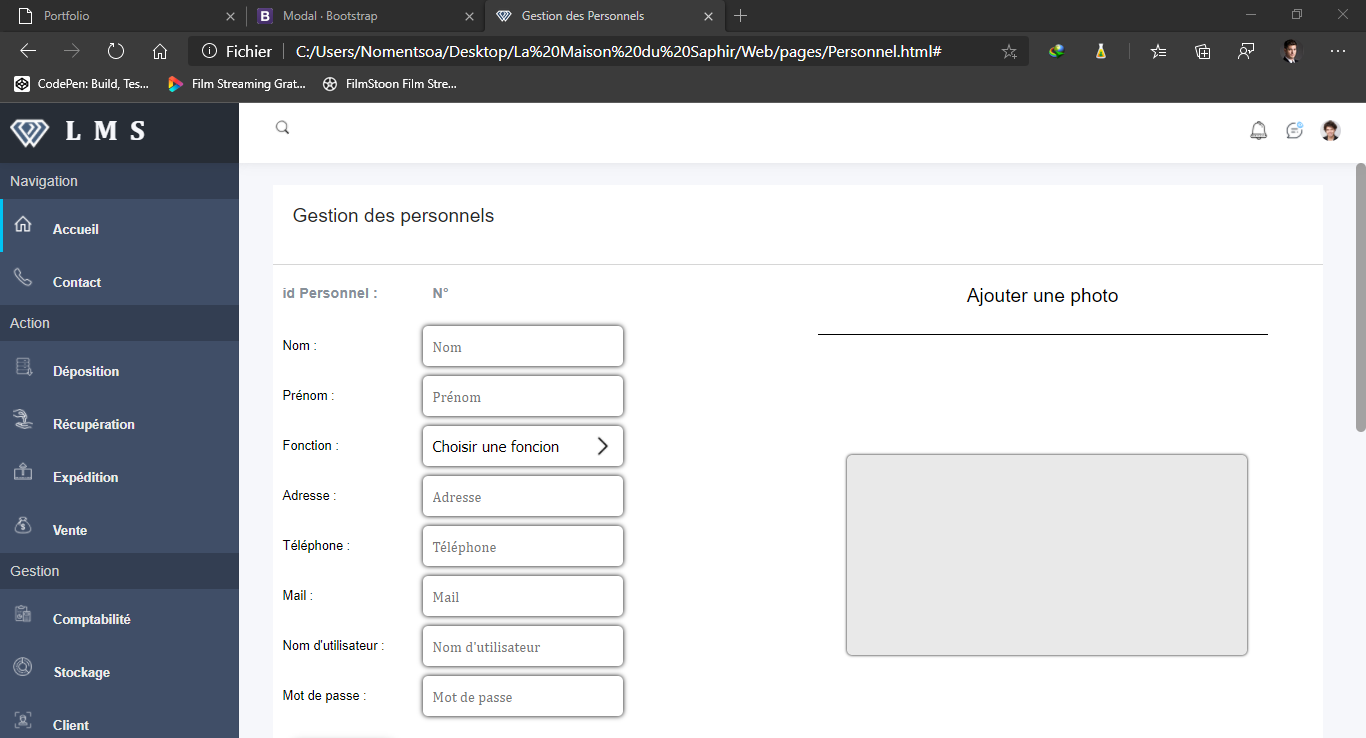 Portfolio
B Modal · Bootstrap
Gestion des Personnels
Fichier C:/Users/Nomentsoa/Desktop/La%20Maison%20du%20Saphir/Web/pages/Personnel.html#
CodePen: Build, Tes...
Film Streaming Grat...
FilmStoon Film Stre...
L M S
Navigation
Accueil
Contact
Action
Déposition
Récupération
Expédition
Vente
Gestion
Comptabilité
Stockage
Client
Gestion des personnels
id Personnel : N°
Nom : Nom
Prénom : Prénom
Fonction : Choisir une foncion
Adresse : Adresse
Téléphone : Téléphone
Mail : Mail
Nom d'utilisateur : Nom d'utilisateur
Mot de passe : Mot de passe
Ajouter une photo